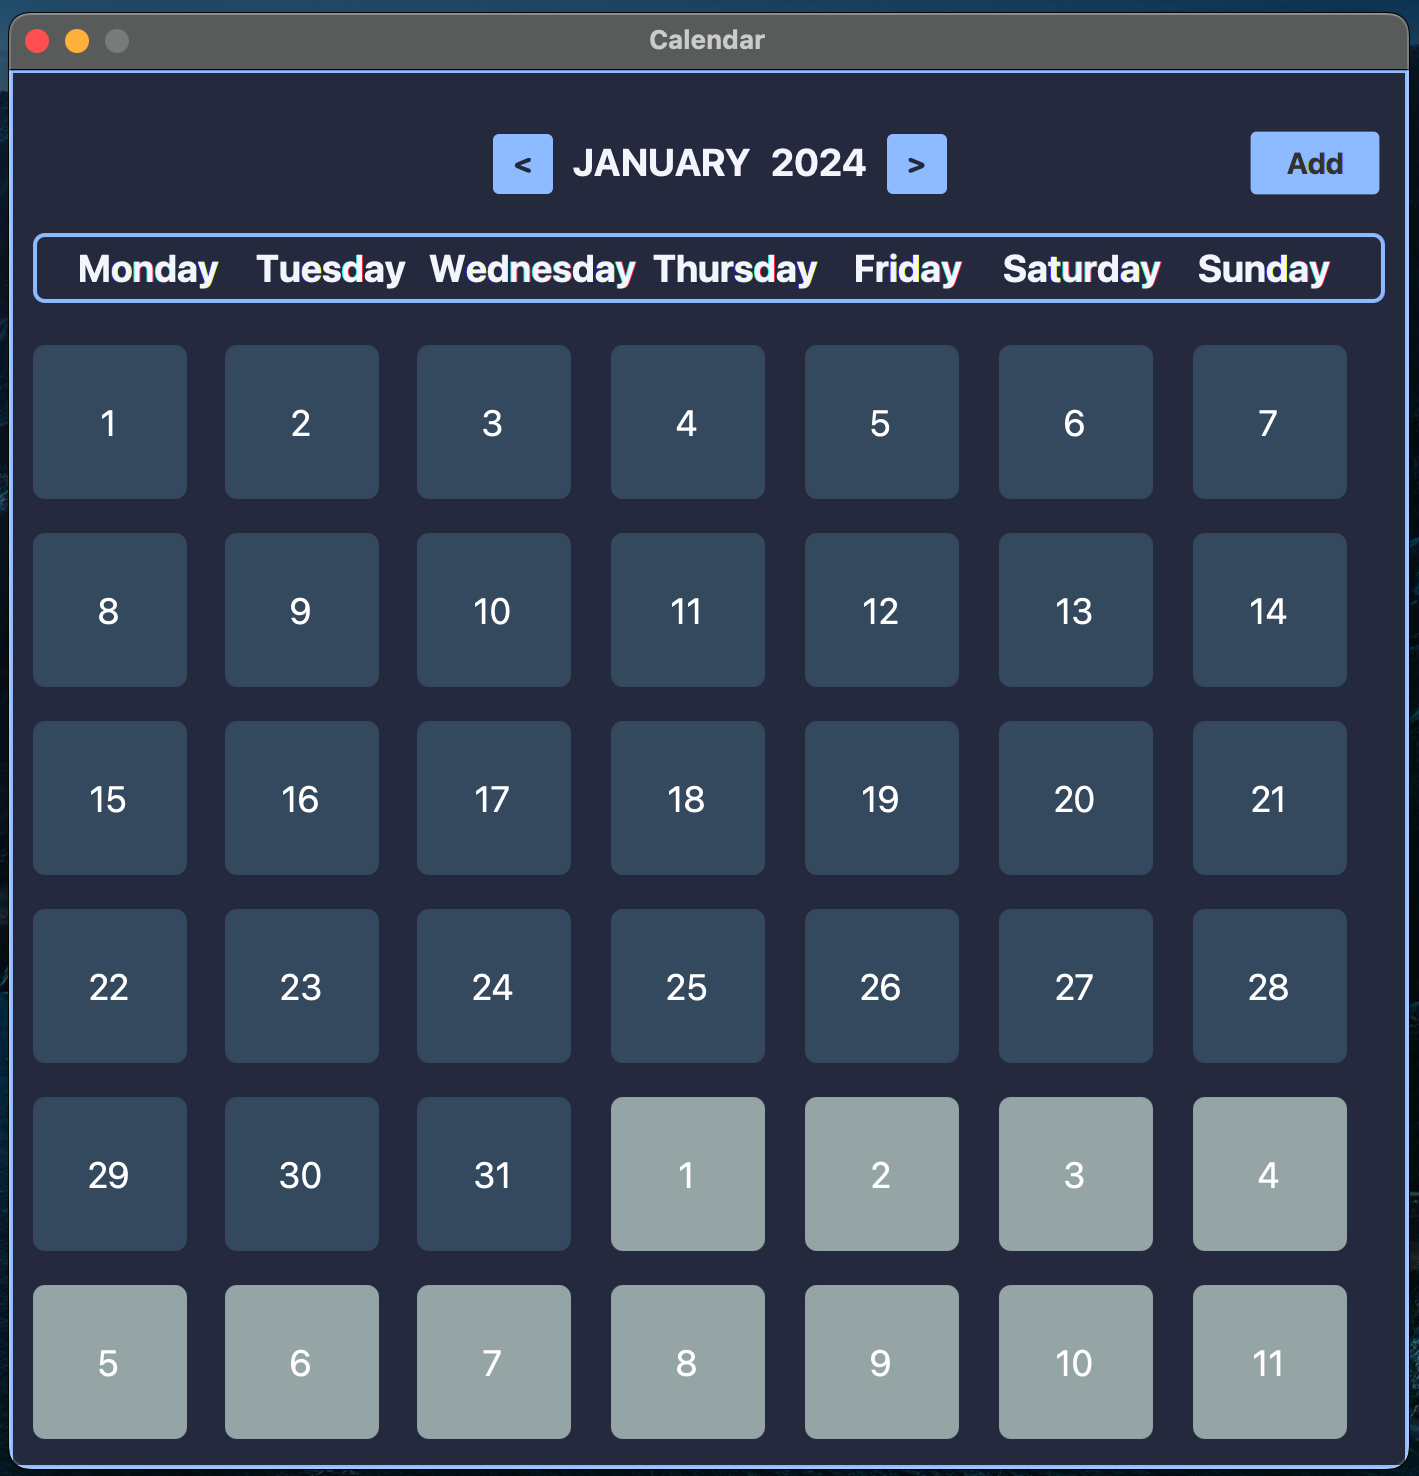 Calendar
< JANUARY 2024 > Add
Monday Tuesday Wednesday Thursday Friday Saturday Sunday
1 2 3 4 5 6 7
8 9 10 11 12 13 14
15 16 17 18 19 20 21
22 23 24 25 26 27 28
29 30 31 1 2 3 4
5 6 7 8 9 10 11